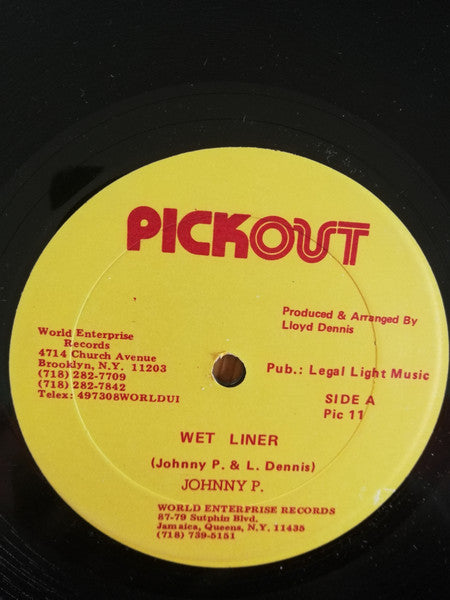 PICKOUT
Produced & Arranged By
Lloyd Dennis
World Enterprise
Records
4714 Church Avenue
Brooklyn, N.Y. 11203
(718) 282-7709
(718) 282-7842
Telex: 497308WORLDUI
Pub.: Legal Light Music
SIDE A
Pic 11
WET LINER
(Johnny P. & L. Dennis)
JOHNNY P.
WORLD ENTERPRISE RECORDS
87-79 Sutphin Blvd.
Jamaica, Queens, N.Y. 11435
(718) 739-5151